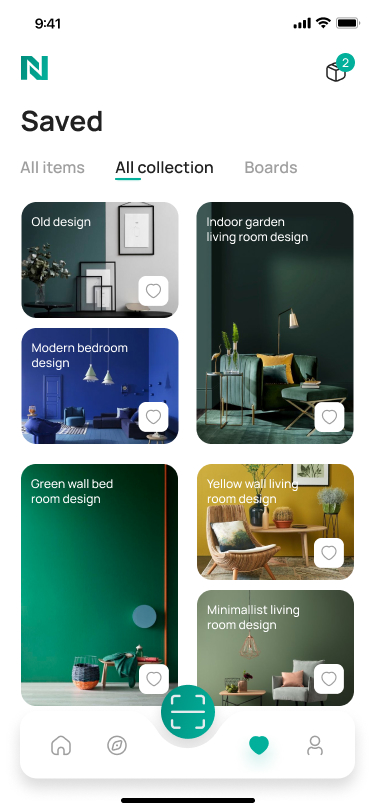 9:41
N
2
Saved
All items
All collection
Boards
Old design
Indoor garden
living room design
Modern bedroom
design
Green wall bed
room design
Yellow wall living
room design
Minimallist living
room design